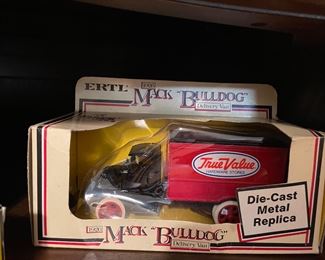 ERTL
1926
MACK "BULLDOG"
Delivery Van
True Value
HARDWARE STORES
Die-Cast
Metal
Replica
1926
MACK "BULLDOG"
Delivery Van